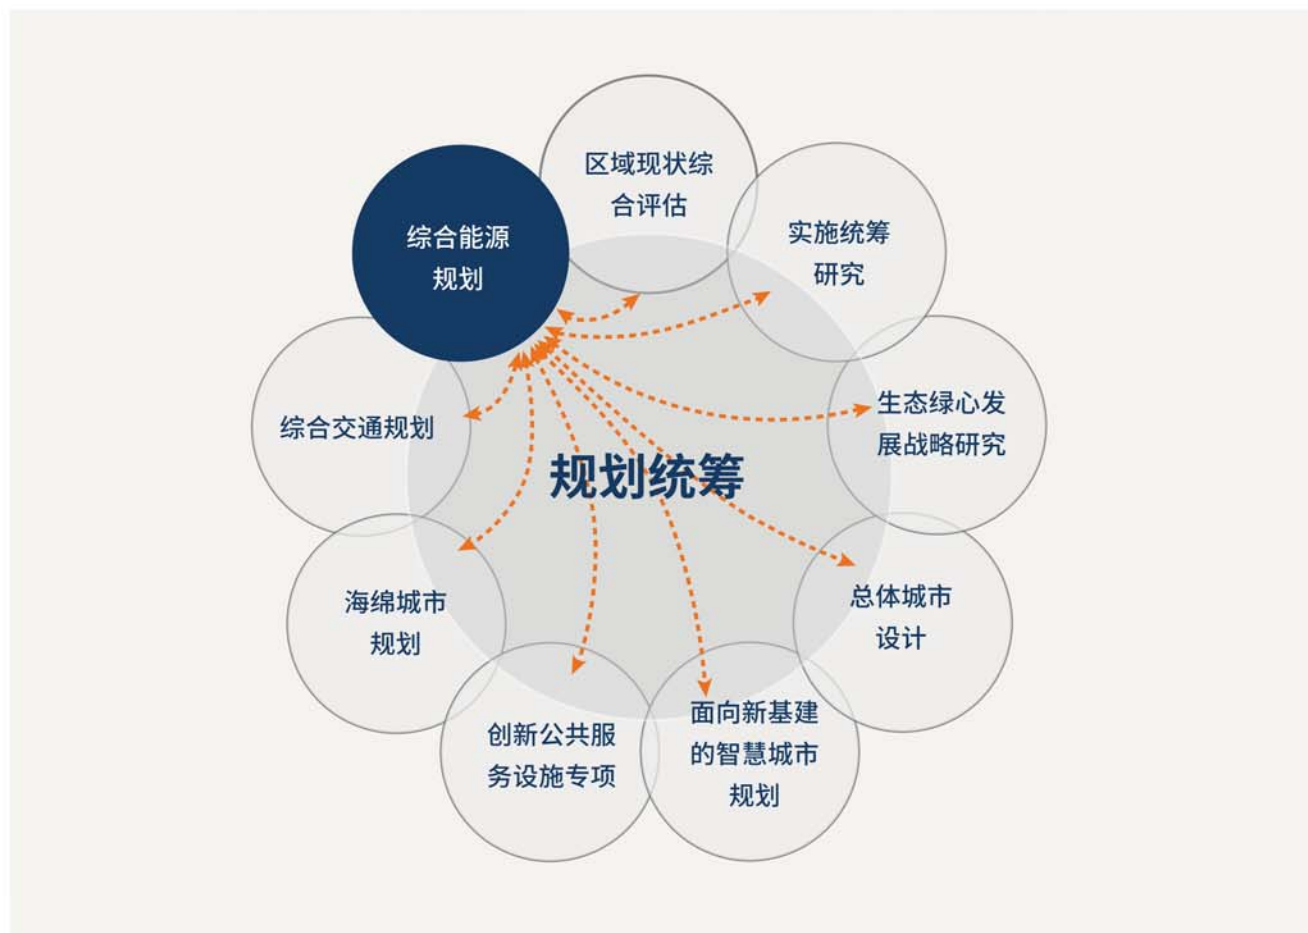 区域现状综
合评估
实施统筹
研究
综合能源
规划
生态绿心发
展战略研究
综合交通规划
规划统筹
总体城市
设计
海绵城市
规划
面向新基建
的智慧城市
规划
创新公共服
务设施专项